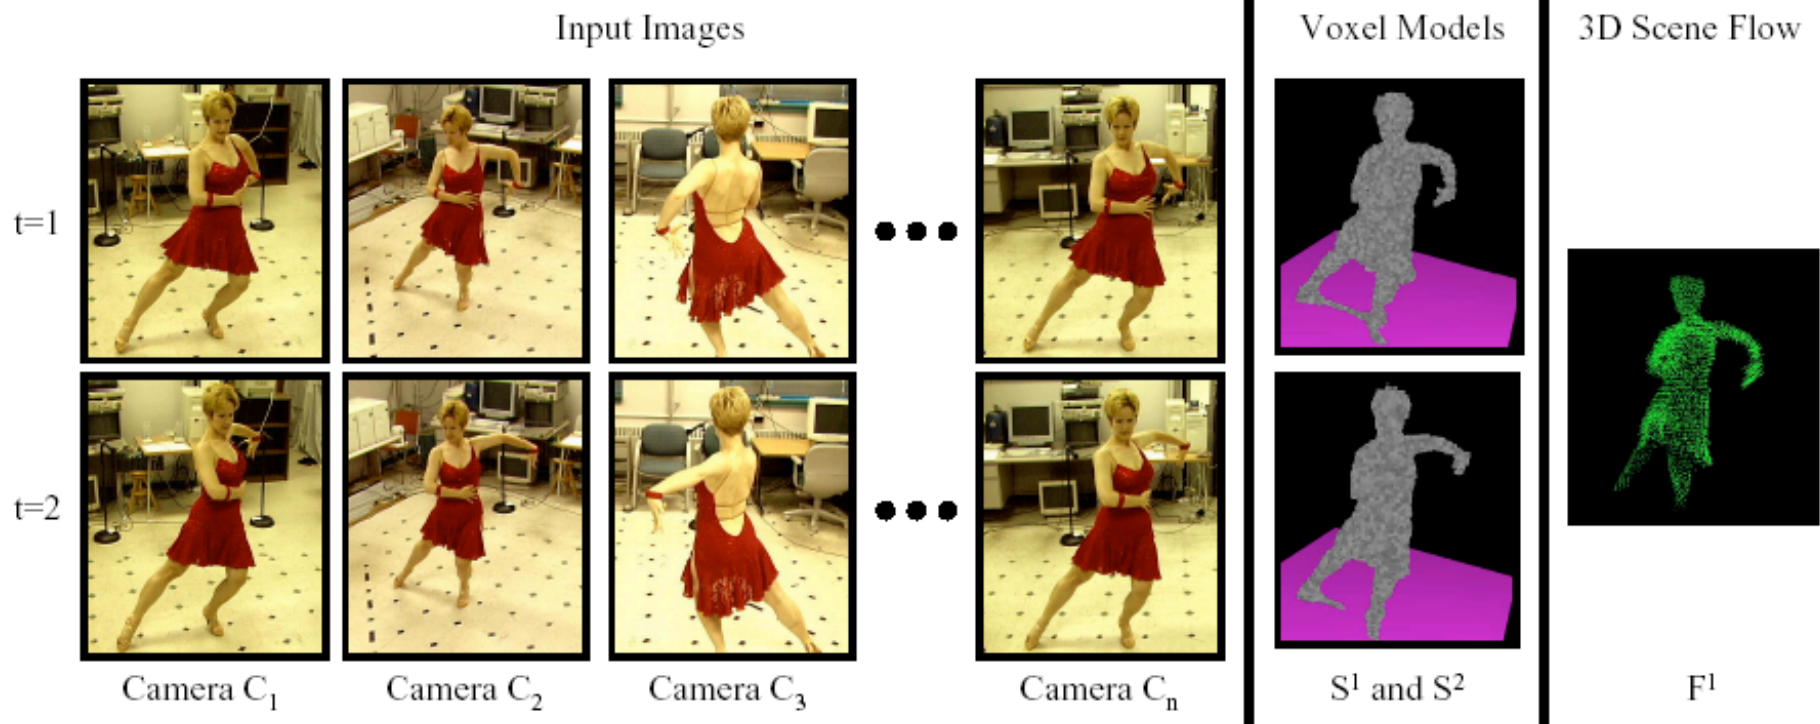 Input Images
Voxel Models
3D Scene Flow
t=1
t=2
Camera C₁
Camera C₂
Camera C₃
Camera Cₙ
S¹ and S²
F¹